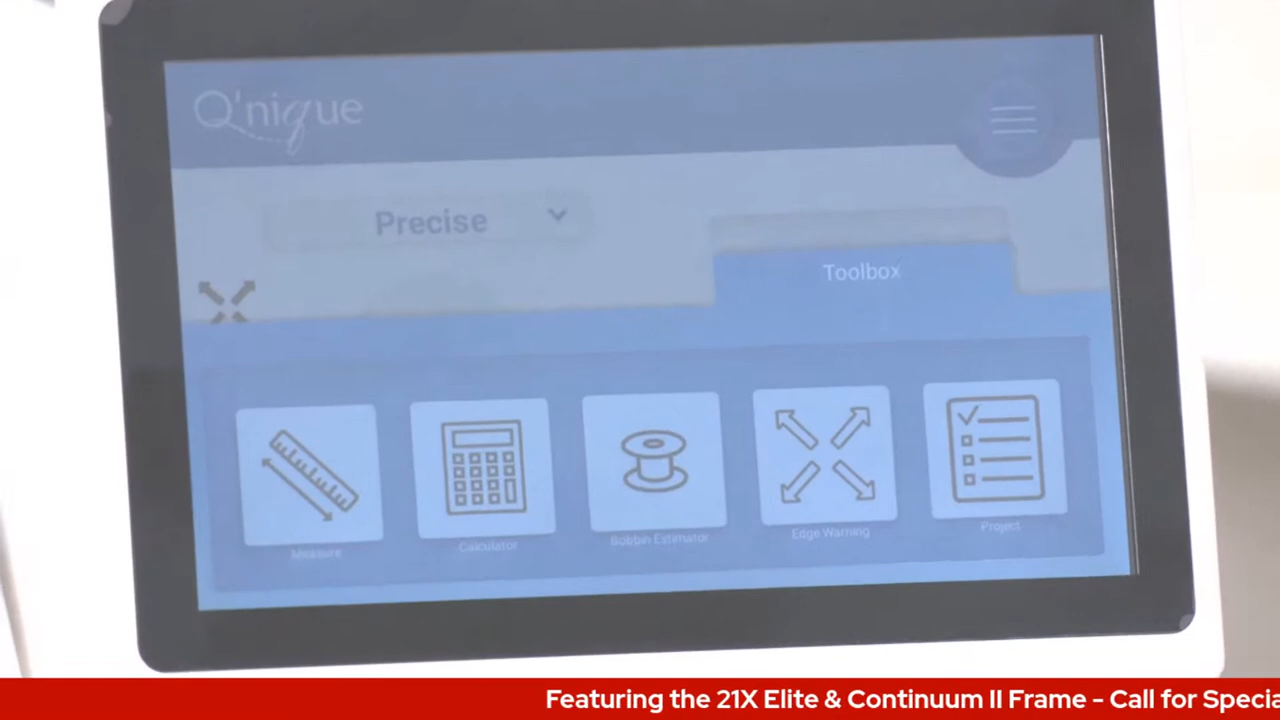 Q'nique
Precise
Toolbox
Measure
Calculator
Bobbin Estimator
Edge Warning
Project
Featuring the 21X Elite & Continuum II Frame - Call for Specia